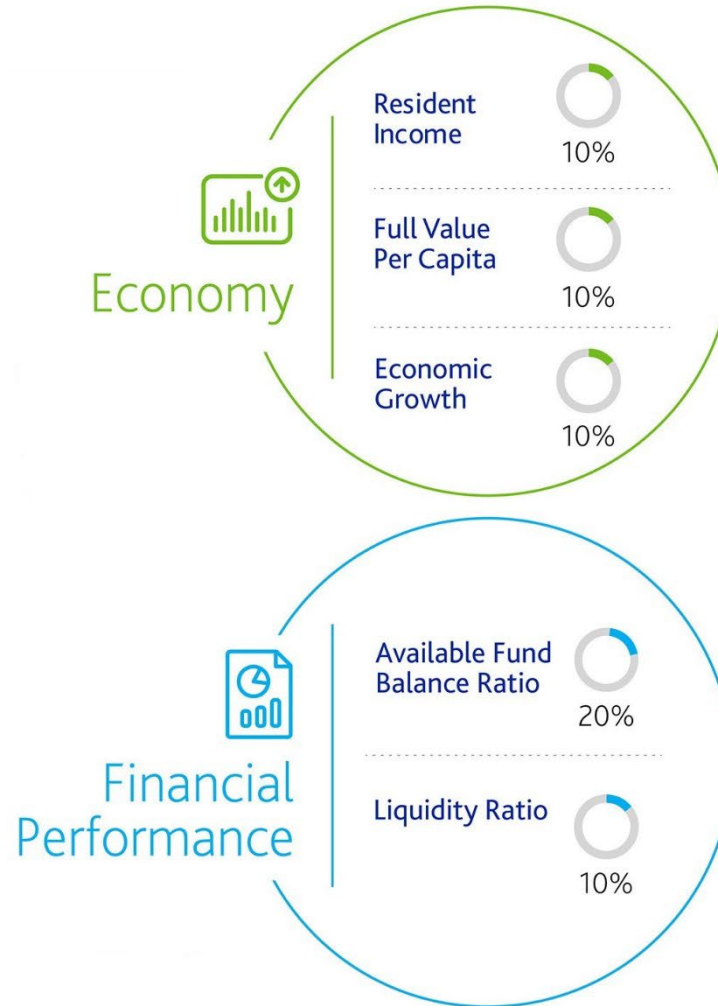 Economy
Resident
Income
10%
Full Value
Per Capita
10%
Economic
Growth
10%
Financial
Performance
Available Fund
Balance Ratio
20%
Liquidity Ratio
10%